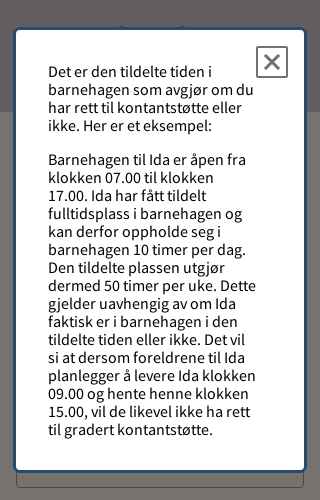 Det er den tildelte tiden i
barnehagen som avgjør om du
har rett til kontantstøtte eller
ikke. Her er et eksempel:
Barnehagen til Ida er åpen fra
klokken 07.00 til klokken
17.00. Ida har fått tildelt
fulltidsplass i barnehagen og
kan derfor oppholde seg i
barnehagen 10 timer per dag.
Den tildelte plassen utgjør
dermed 50 timer per uke. Dette
gjelder uavhengig av om Ida
faktisk er i barnehagen i den
tildelte tiden eller ikke. Det vil
si at dersom foreldrene til Ida
planlegger å levere Ida klokken
09.00 og hente henne klokken
15.00, vil de likevel ikke ha rett
til gradert kontantstøtte.